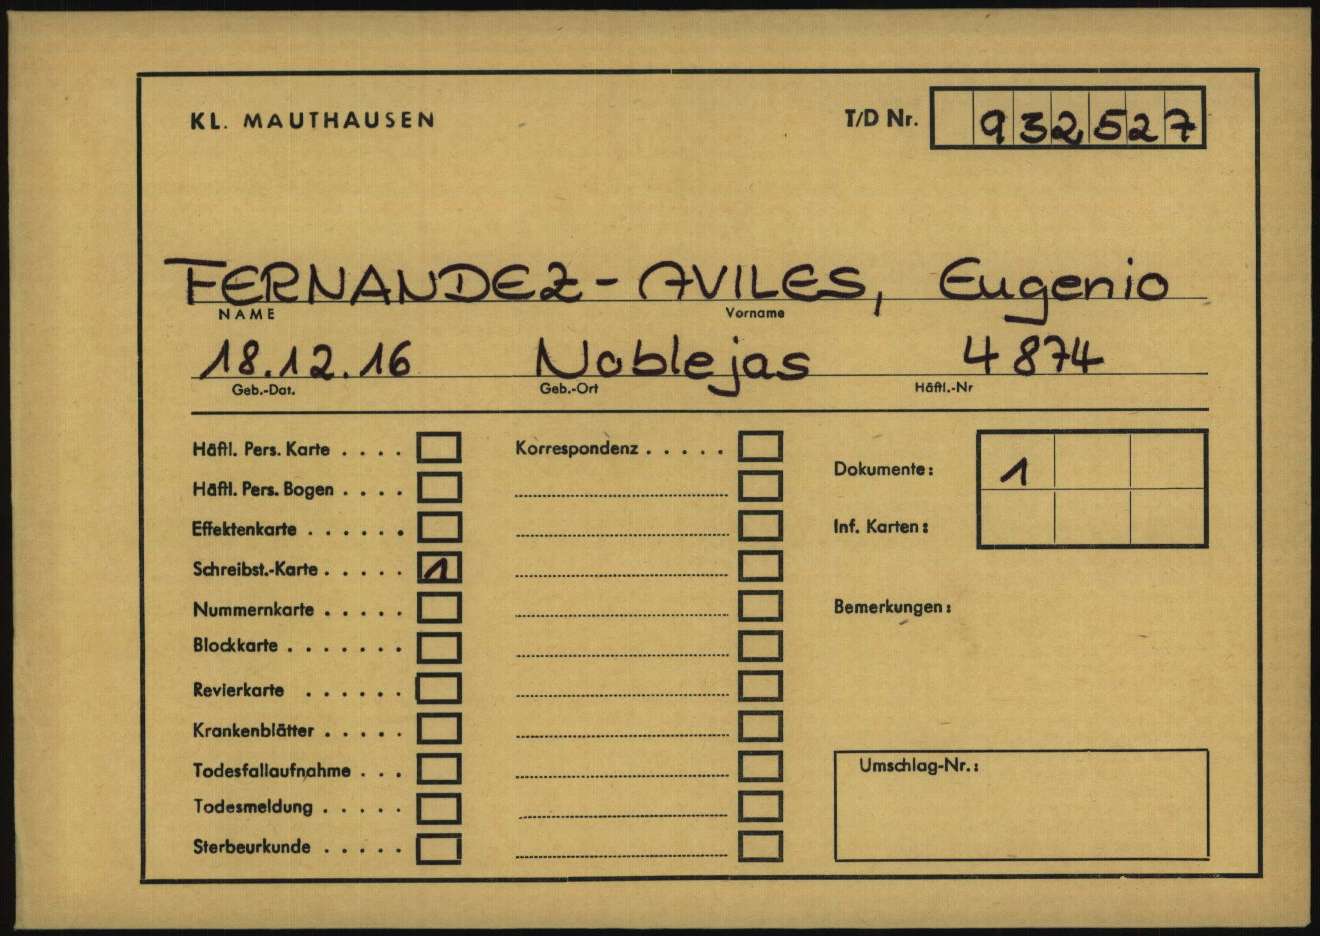 KL. MAUTHAUSEN
T/D Nr. 932527
FERNANDEZ-AVILES, Eugenio
NAME Vorname
18.12.16 Noblejas 4874
Geb.-Dat. Geb.-Ort Häftl.-Nr
Häftl. Pers. Karte . . . .
Häftl. Pers. Bogen . . . .
Effektenkarte . . . . . .
Schreibst.-Karte . . . . . 1
Nummernkarte . . . . .
Blockkarte . . . . . . .
Revierkarte . . . . . .
Krankenblätter . . . . .
Todesfallaufnahme . . .
Todesmeldung . . . . .
Sterbeurkunde . . . . .
Korrespondenz . . . . .
Dokumente: 1
Inf. Karten:
Bemerkungen:
Umschlag-Nr.: